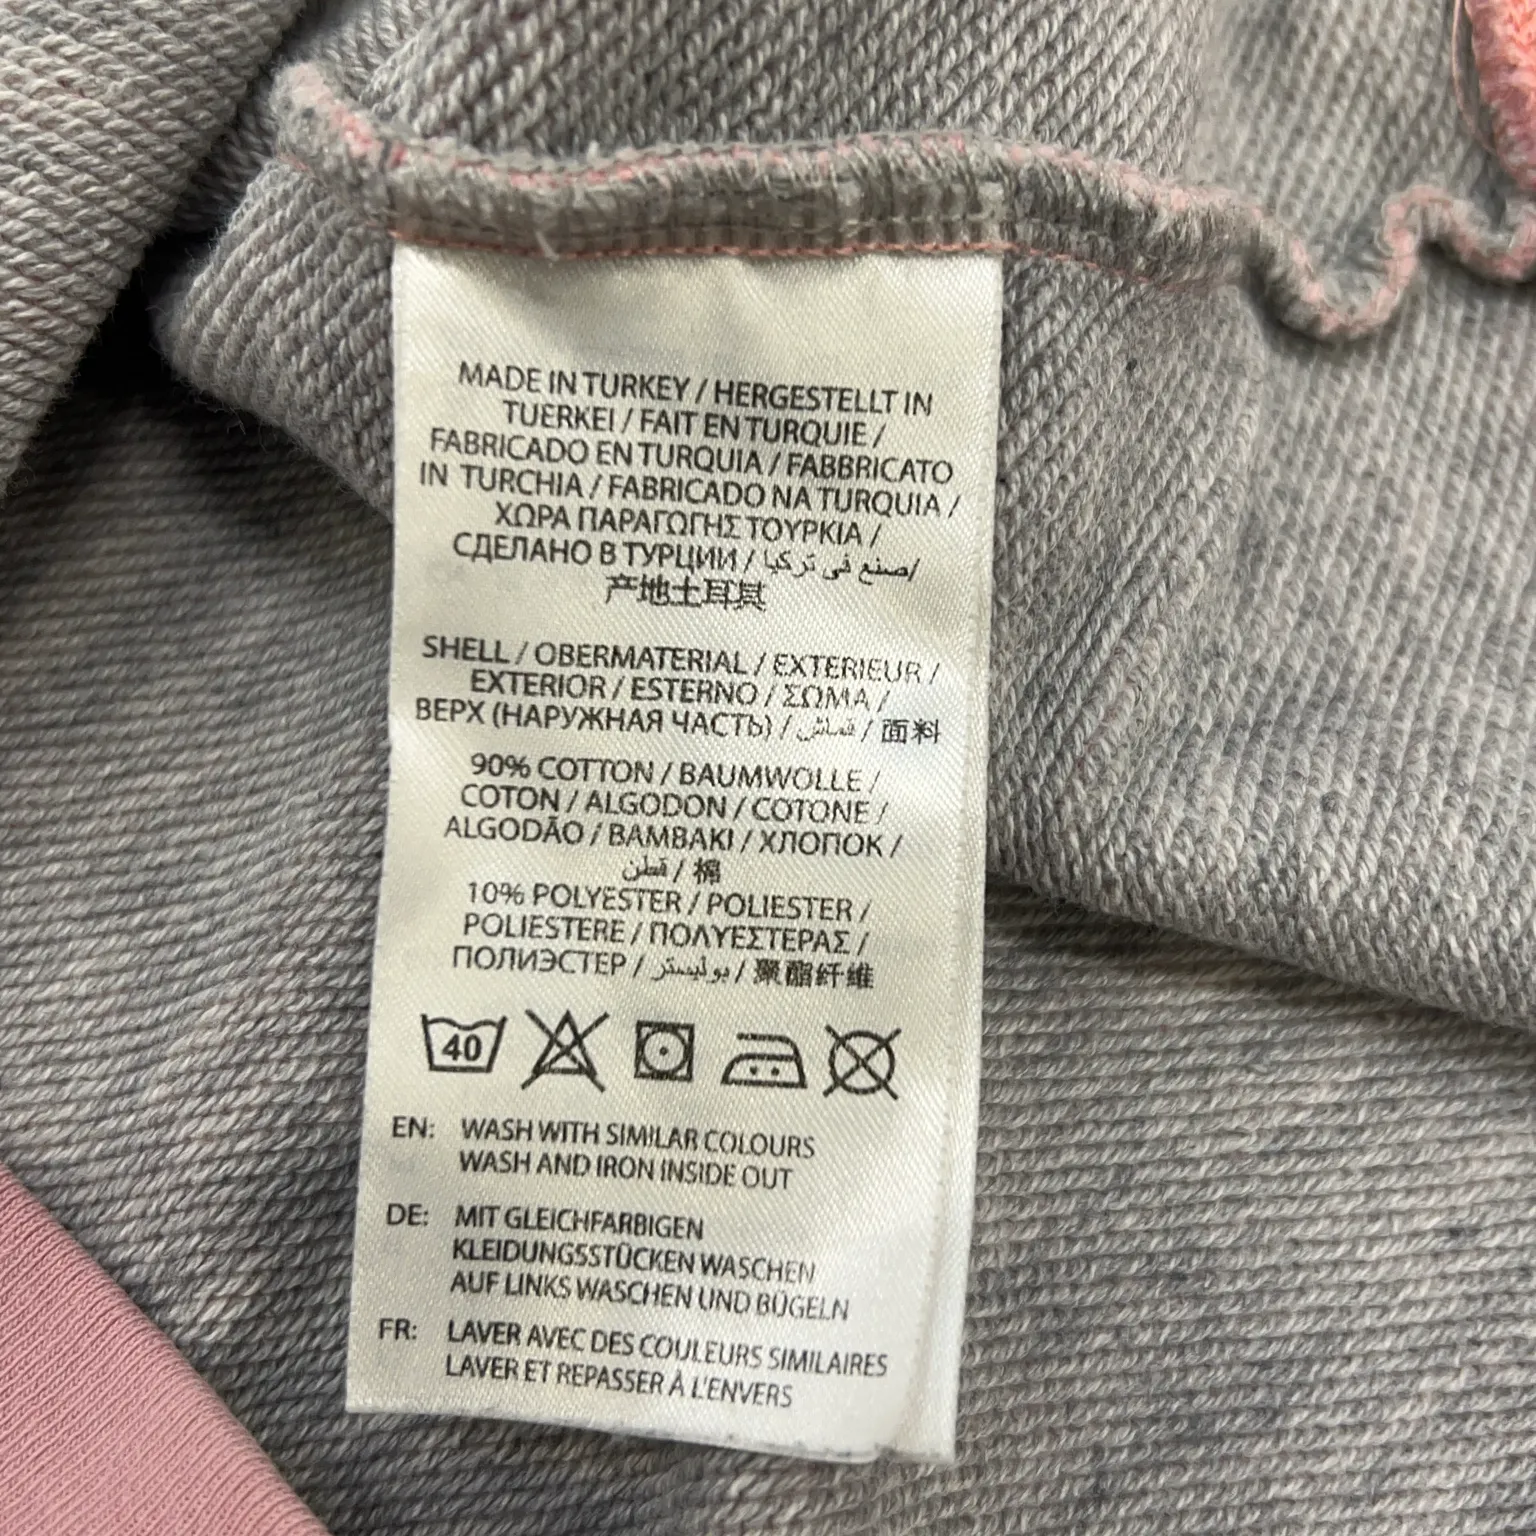 MADE IN TURKEY / HERGESTELLT IN
TUERKEI / FAIT EN TURQUIE /
FABRICADO EN TURQUIA / FABBRICATO
IN TURCHIA / FABRICADO NA TURQUIA /
ΧΩΡΑ ΠΑΡΑΓΩΓΗΣ ΤΟΥΡΚΙΑ /
СДЕЛАНО В ТУРЦИИ / صنع في تركيا/
产地土耳其
SHELL / OBERMATERIAL / EXTERIEUR /
EXTERIOR / ESTERNO / ΣΩΜΑ /
ВЕРХ (НАРУЖНАЯ ЧАСТЬ) / قماش / 面料
90% COTTON / BAUMWOLLE /
COTON / ALGODON / COTONE /
ALGODÃO / ΒΑΜΒΑΚΙ / ХЛОПОК /
قطن / 棉
10% POLYESTER / POLIESTER /
POLIESTERE / ΠΟΛΥΕΣΤΕΡΑΣ /
ПОЛИЭСТЕР / بوليستر / 聚酯纤维
40
EN: WASH WITH SIMILAR COLOURS
WASH AND IRON INSIDE OUT
DE: MIT GLEICHFARBIGEN
KLEIDUNGSSTÜCKEN WASCHEN
AUF LINKS WASCHEN UND BÜGELN
FR: LAVER AVEC DES COULEURS SIMILAIRES
LAVER ET REPASSER À L'ENVERS